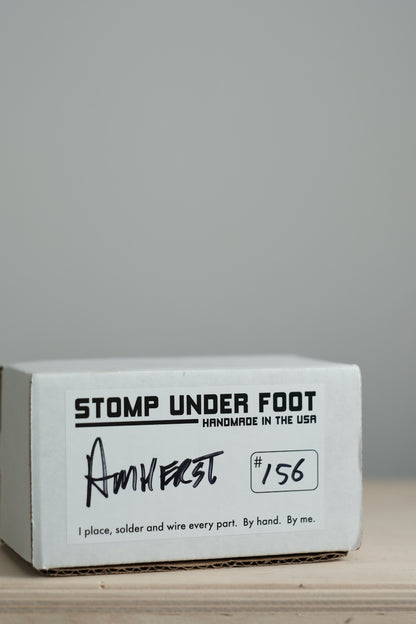 STOMP UNDER FOOT
HANDMADE IN THE USA
AMHERST
#156
I place, solder and wire every part. By hand. By me.